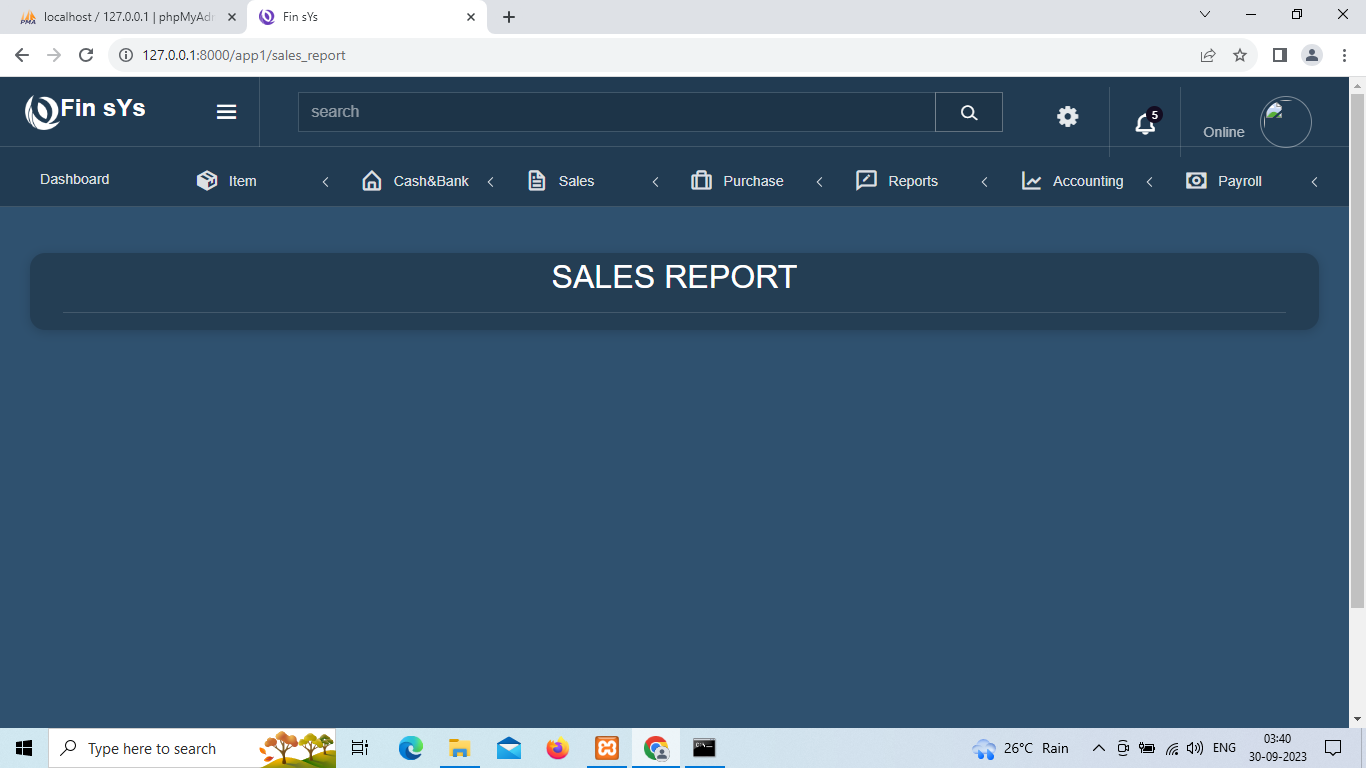 localhost / 127.0.0.1 | phpMyAdr
Fin sYs
127.0.0.1:8000/app1/sales_report
Fin sYs
search
5
Online
Dashboard
Item
Cash&Bank
Sales
Purchase
Reports
Accounting
Payroll
SALES REPORT
Type here to search
26°C Rain
ENG
03:40
30-09-2023